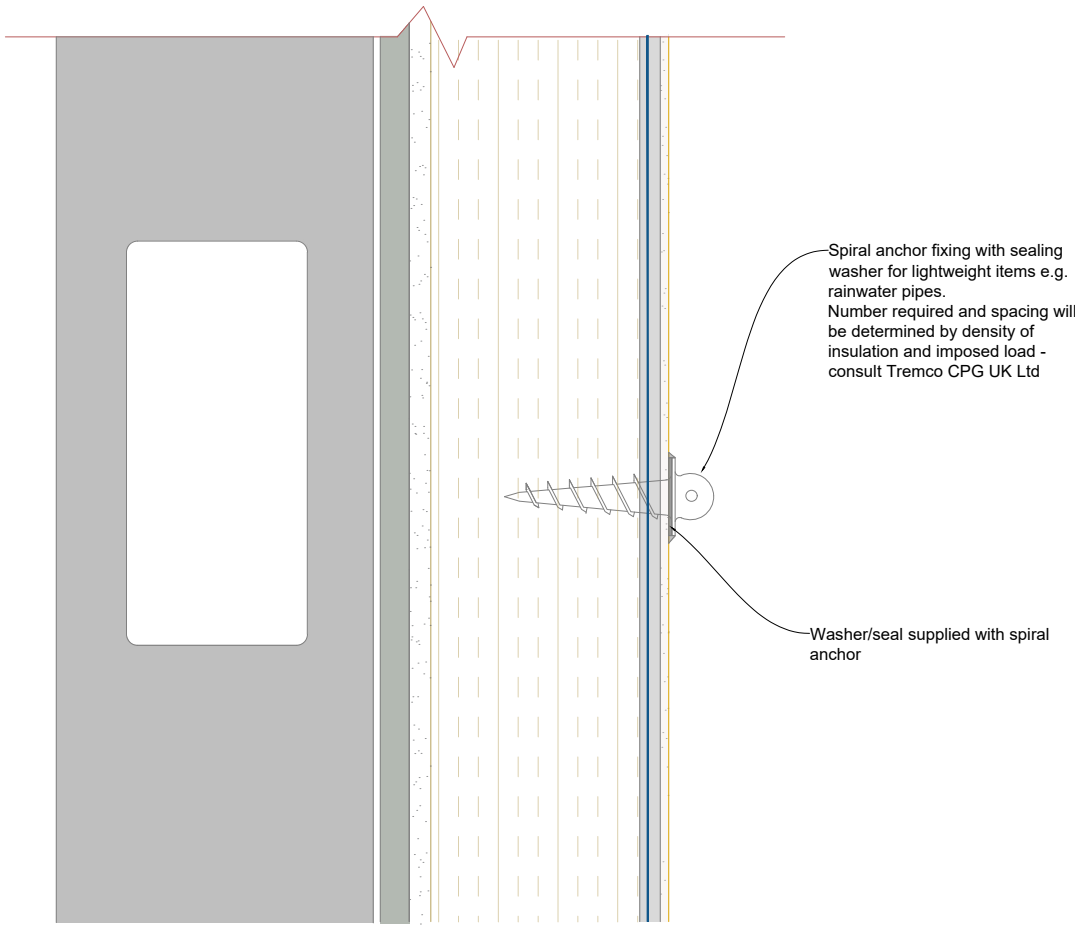 Spiral anchor fixing with sealing
washer for lightweight items e.g.
rainwater pipes.
Number required and spacing will
be determined by density of
insulation and imposed load -
consult Tremco CPG UK Ltd
Washer/seal supplied with spiral
anchor